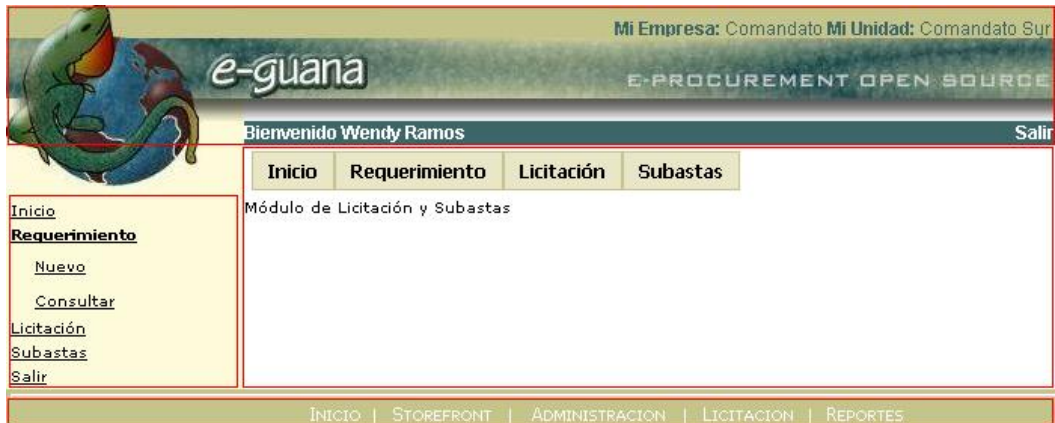 Mi Empresa: Comandato Mi Unidad: Comandato Sur
e-guana
E-PROCUREMENT OPEN SOURCE
Bienvenido Wendy Ramos Salir
Inicio Requerimiento Licitación Subastas
Módulo de Licitación y Subastas
Inicio
Requerimiento
Nuevo
Consultar
Licitación
Subastas
Salir
INICIO | STOREFRONT | ADMINISTRACION | LICITACION | REPORTES